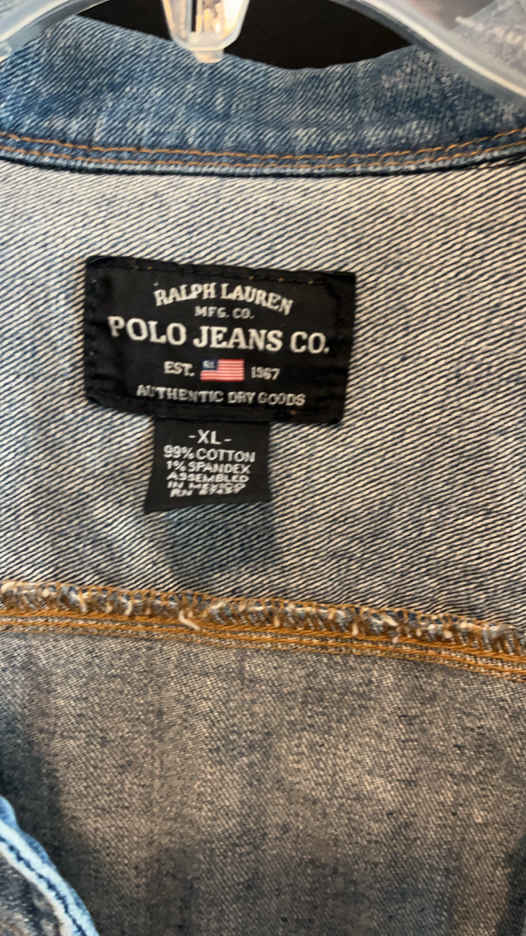 RALPH LAUREN
MFG. CO.
POLO JEANS CO.
EST. 1967
AUTHENTIC DRY GOODS
-XL-
99% COTTON
1% SPANDEX
ASSEMBLED
IN MEXICO
RN